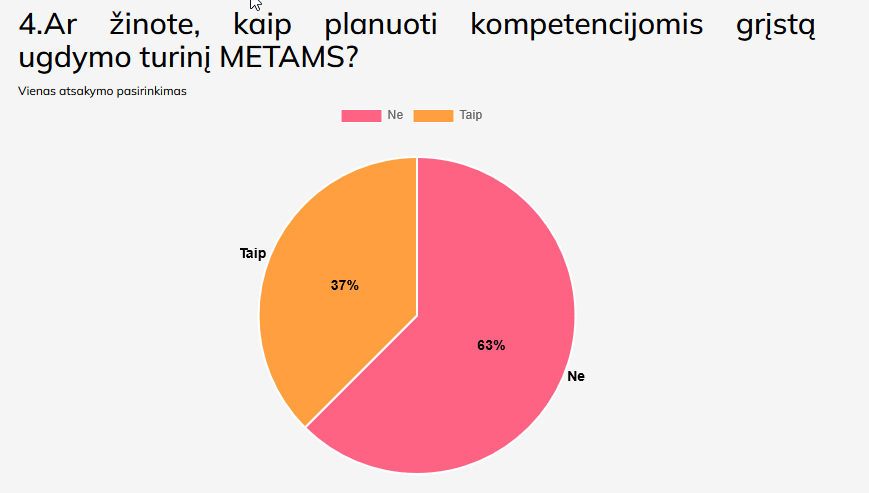 4.Ar žinote, kaip planuoti kompetencijomis grįstą
ugdymo turinį METAMS?
Vienas atsakymo pasirinkimas
Ne Taip
Taip
37%
63%
Ne